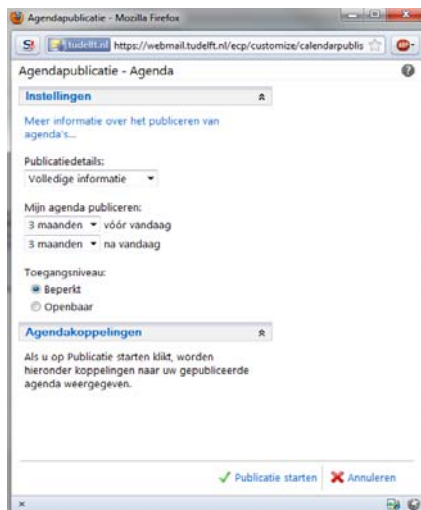 Agendapublicatie - Mozilla Firefox
tudelft.nl https://webmail.tudelft.nl/ecp/customize/calendarpublis
Agendapublicatie - Agenda
Instellingen
Meer informatie over het publiceren van
agenda's...
Publicatiedetails:
Volledige informatie
Mijn agenda publiceren:
3 maanden vóór vandaag
3 maanden na vandaag
Toegangsniveau:
Beperkt
Openbaar
Agendakoppelingen
Als u op Publicatie starten klikt, worden
hieronder koppelingen naar uw gepubliceerde
agenda weergegeven.
Publicatie starten Annuleren